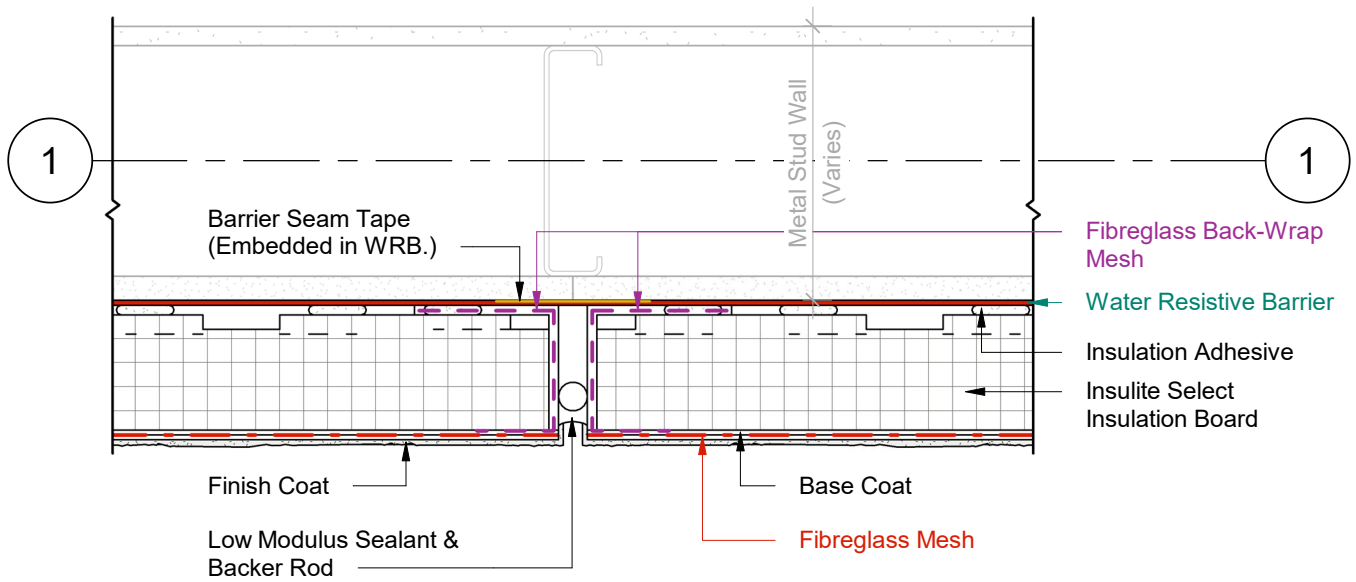 Metal Stud Wall
(Varies)
1
1
Barrier Seam Tape
(Embedded in WRB.)
Fibreglass Back-Wrap
Mesh
Water Resistive Barrier
Insulation Adhesive
Insulite Select
Insulation Board
Finish Coat
Base Coat
Low Modulus Sealant &
Backer Rod
Fibreglass Mesh